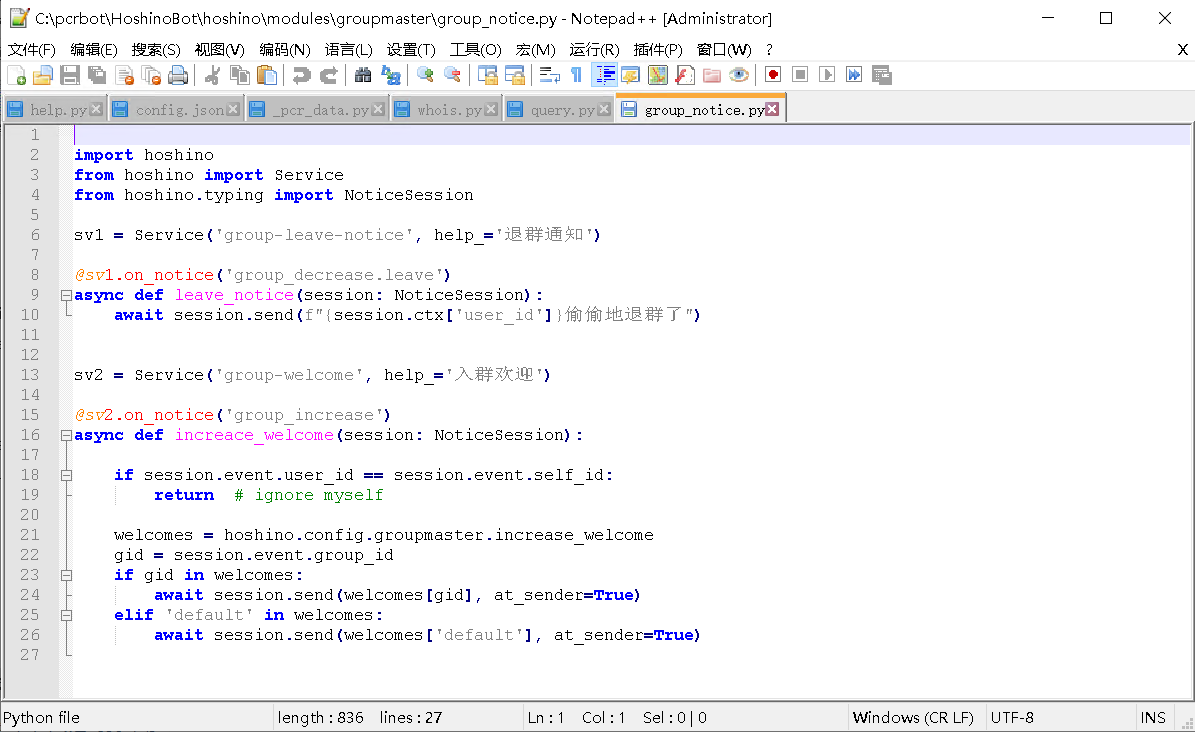 C:\pcrbot\HoshinoBot\hoshino\modules\groupmaster\group_notice.py - Notepad++ [Administrator]
文件(F) 编辑(E) 搜索(S) 视图(V) 编码(N) 语言(L) 设置(T) 工具(O) 宏(M) 运行(R) 插件(P) 窗口(W) ? X
help.py config.json _pcr_data.py whois.py query.py group_notice.py
1
2 import hoshino
3 from hoshino import Service
4 from hoshino.typing import NoticeSession
5
6 sv1 = Service('group-leave-notice', help_='退群通知')
7
8 @sv1.on_notice('group_decrease.leave')
9 async def leave_notice(session: NoticeSession):
10 await session.send(f"{session.ctx['user_id']}偷偷地退群了")
11
12
13 sv2 = Service('group-welcome', help_='入群欢迎')
14
15 @sv2.on_notice('group_increase')
16 async def increace_welcome(session: NoticeSession):
17
18 if session.event.user_id == session.event.self_id:
19 return # ignore myself
20
21 welcomes = hoshino.config.groupmaster.increase_welcome
22 gid = session.event.group_id
23 if gid in welcomes:
24 await session.send(welcomes[gid], at_sender=True)
25 elif 'default' in welcomes:
26 await session.send(welcomes['default'], at_sender=True)
27
Python file length : 836 lines : 27 Ln : 1 Col : 1 Sel : 0 | 0 Windows (CR LF) UTF-8 INS